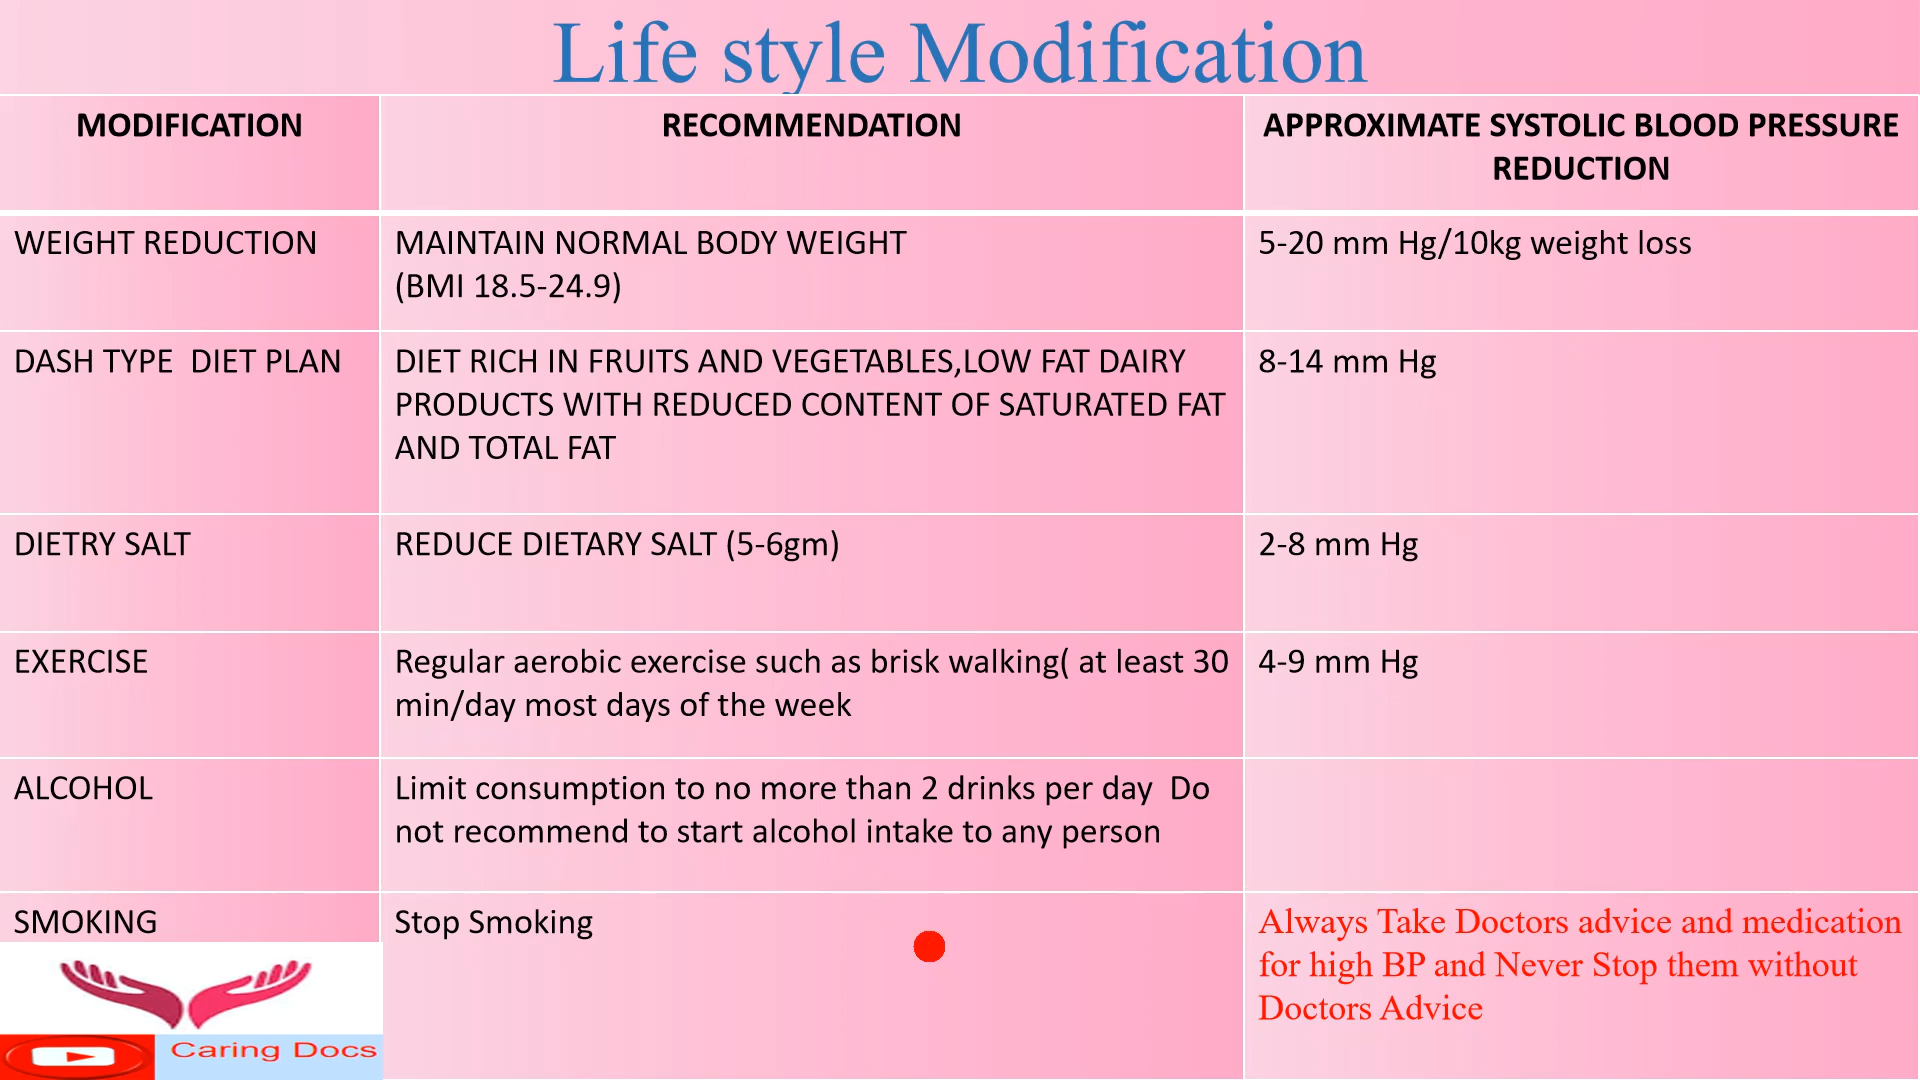 Life style Modification
MODIFICATION
RECOMMENDATION
APPROXIMATE SYSTOLIC BLOOD PRESSURE
REDUCTION
WEIGHT REDUCTION
MAINTAIN NORMAL BODY WEIGHT
(BMI 18.5-24.9)
5-20 mm Hg/10kg weight loss
DASH TYPE  DIET PLAN
DIET RICH IN FRUITS AND VEGETABLES,LOW FAT DAIRY
PRODUCTS WITH REDUCED CONTENT OF SATURATED FAT
AND TOTAL FAT
8-14 mm Hg
DIETRY SALT
REDUCE DIETARY SALT (5-6gm)
2-8 mm Hg
EXERCISE
Regular aerobic exercise such as brisk walking( at least 30
min/day most days of the week
4-9 mm Hg
ALCOHOL
Limit consumption to no more than 2 drinks per day  Do
not recommend to start alcohol intake to any person
SMOKING
Stop Smoking
Always Take Doctors advice and medication
for high BP and Never Stop them without
Doctors Advice
Caring Docs